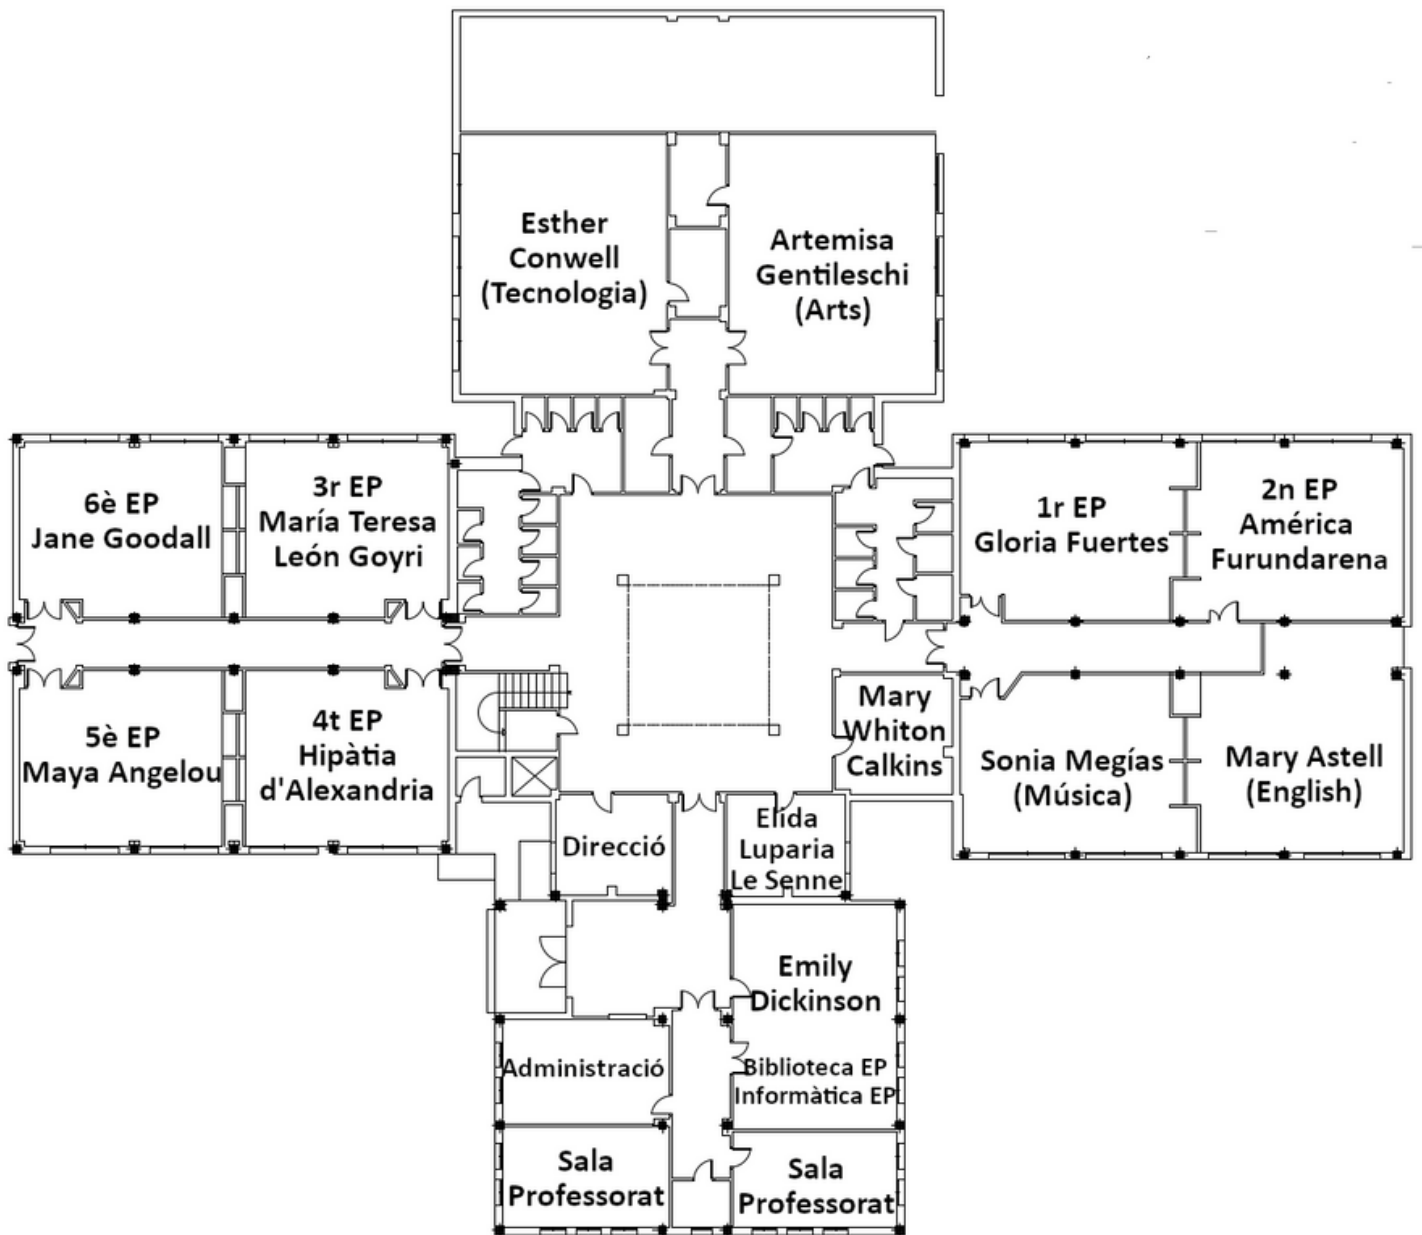 Esther
Conwell
(Tecnologia)
Artemisa
Gentileschi
(Arts)
6è EP
Jane Goodall
3r EP
María Teresa
León Goyri
1r EP
Gloria Fuertes
2n EP
América
Furundarena
5è EP
Maya Angelou
4t EP
Hipàtia
d'Alexandria
Mary
Whiton
Calkins
Sonia Megías
(Música)
Mary Astell
(English)
Direcció
Elida
Luparia
Le Senne
Emily
Dickinson
Biblioteca EP
Informàtica EP
Administració
Sala
Professorat
Sala
Professorat